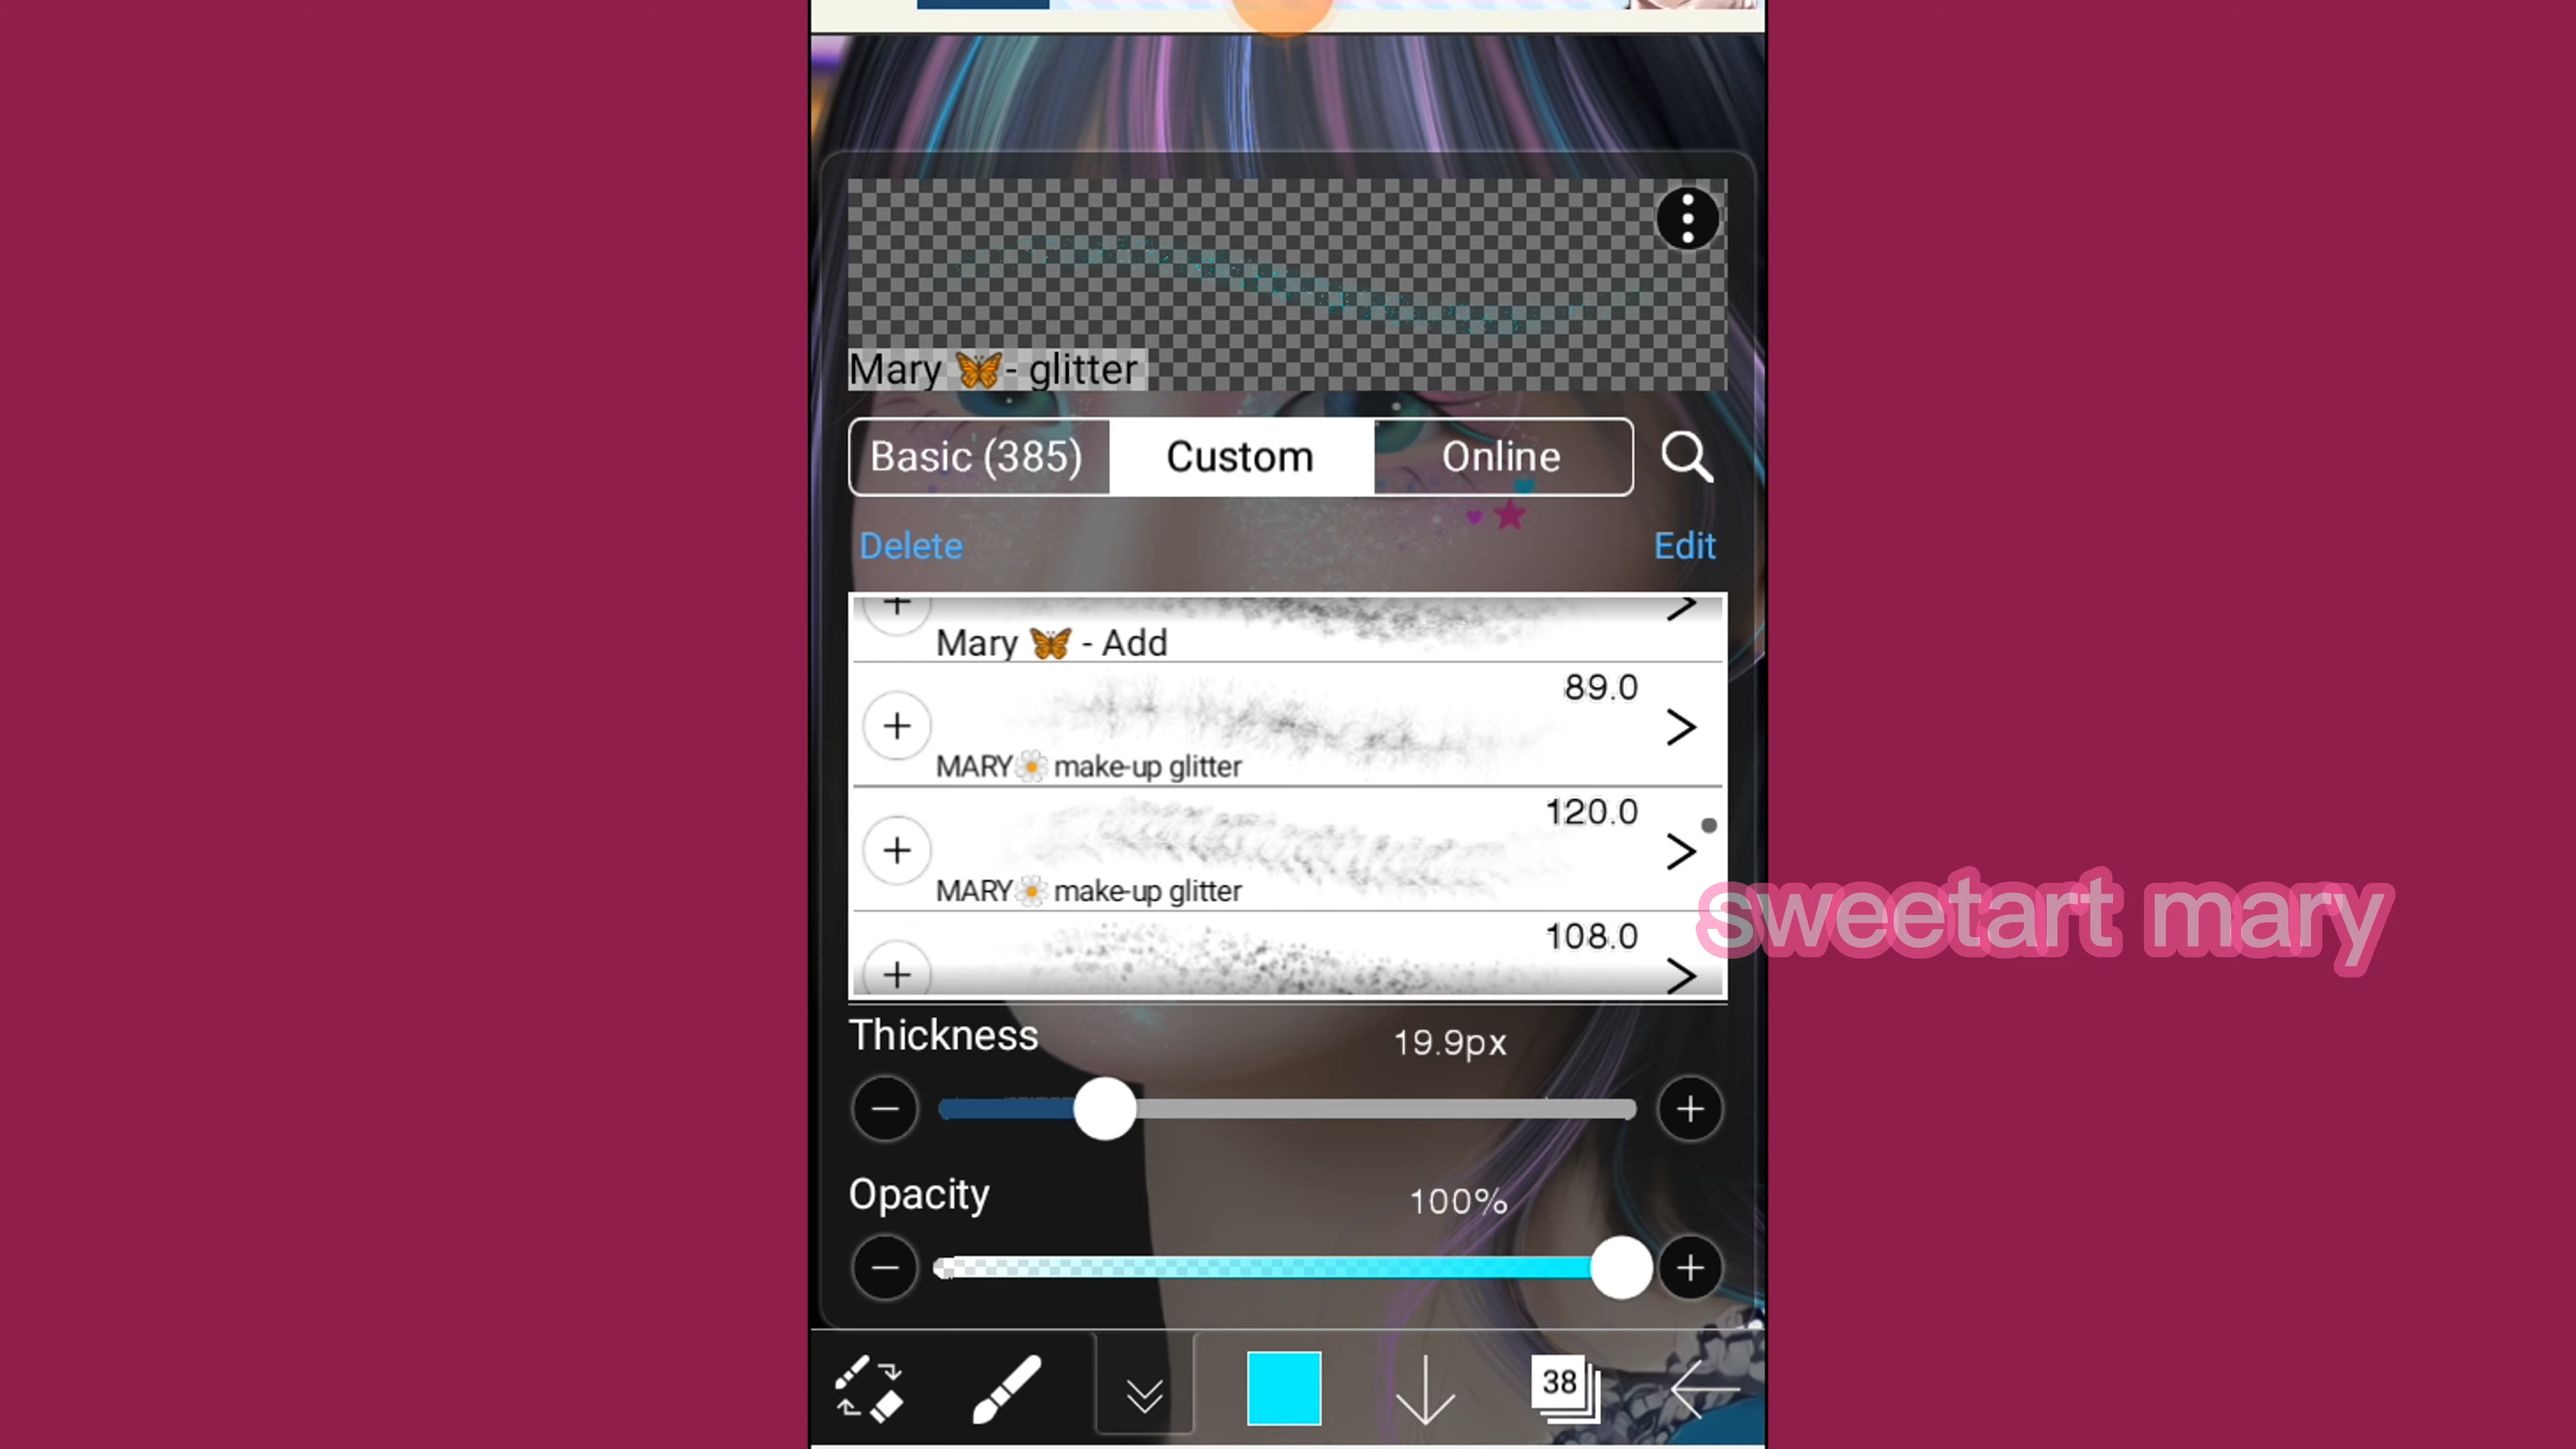 Mary 🦋- glitter
Basic (385) Custom Online
Delete Edit
Mary 🦋 - Add
89.0
MARY🌼 make-up glitter
120.0
MARY🌼 make-up glitter
108.0
sweetart mary
Thickness 19.9px
Opacity 100%
38